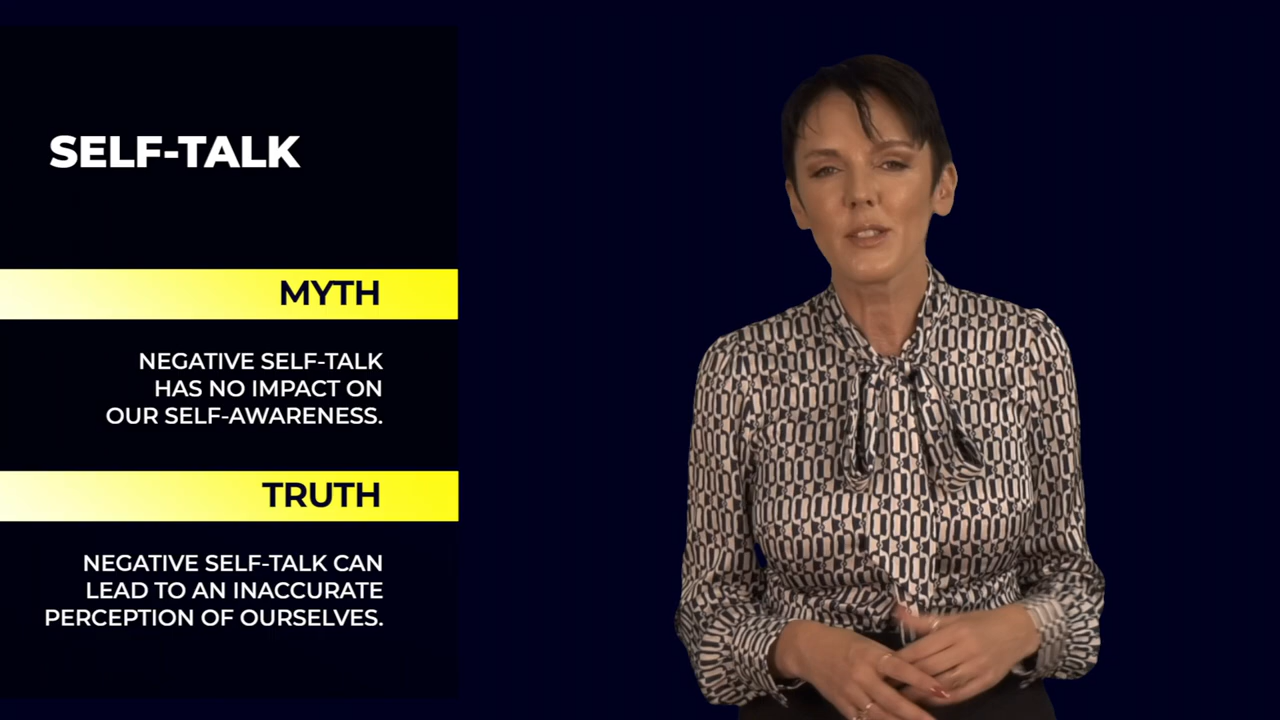 SELF-TALK
MYTH
NEGATIVE SELF-TALK
HAS NO IMPACT ON
OUR SELF-AWARENESS.
TRUTH
NEGATIVE SELF-TALK CAN
LEAD TO AN INACCURATE
PERCEPTION OF OURSELVES.